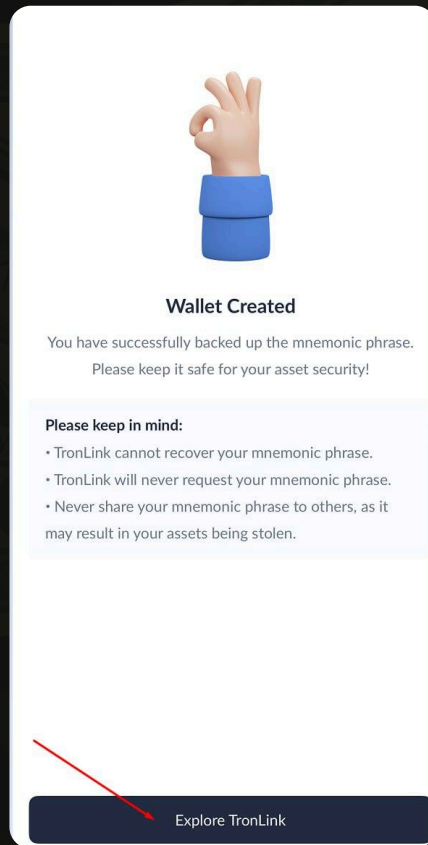 Wallet Created
You have successfully backed up the mnemonic phrase.
Please keep it safe for your asset security!
Please keep in mind:
• TronLink cannot recover your mnemonic phrase.
• TronLink will never request your mnemonic phrase.
• Never share your mnemonic phrase to others, as it
may result in your assets being stolen.
Explore TronLink